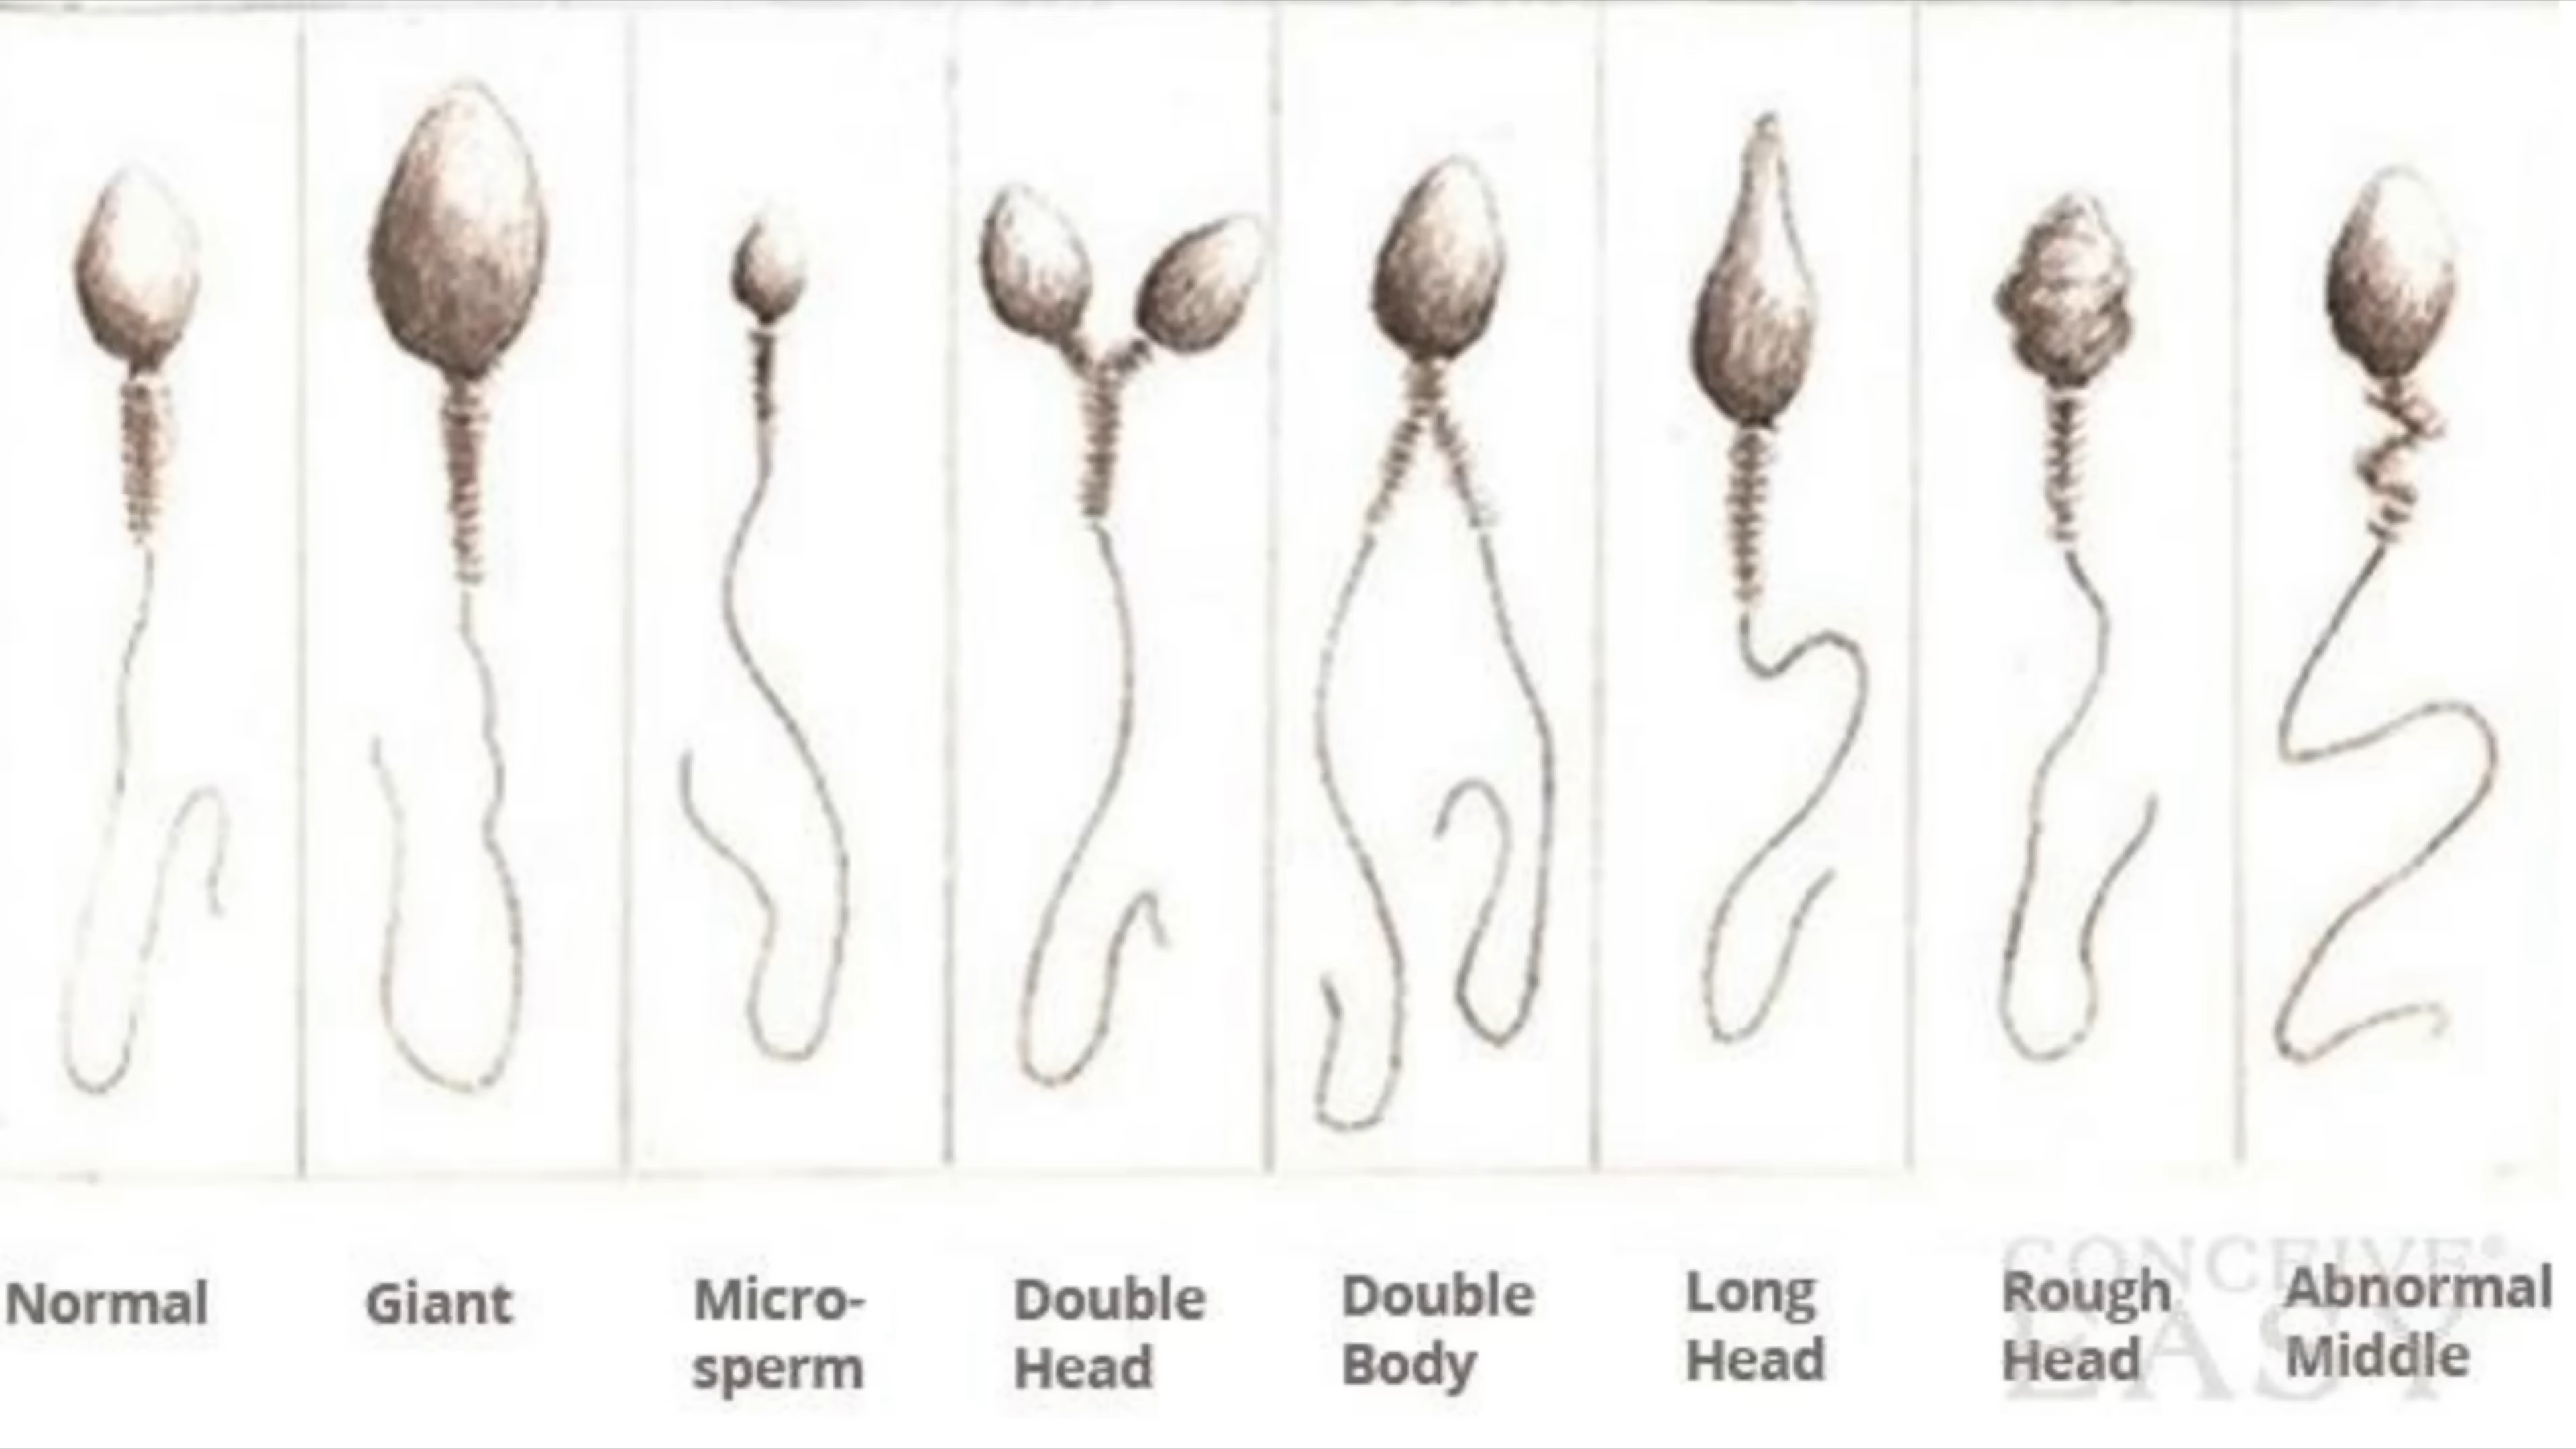 Normal
Giant
Micro-
sperm
Double
Head
Double
Body
Long
Head
Rough
Head
Abnormal
Middle
CONCEIVE®
EASY